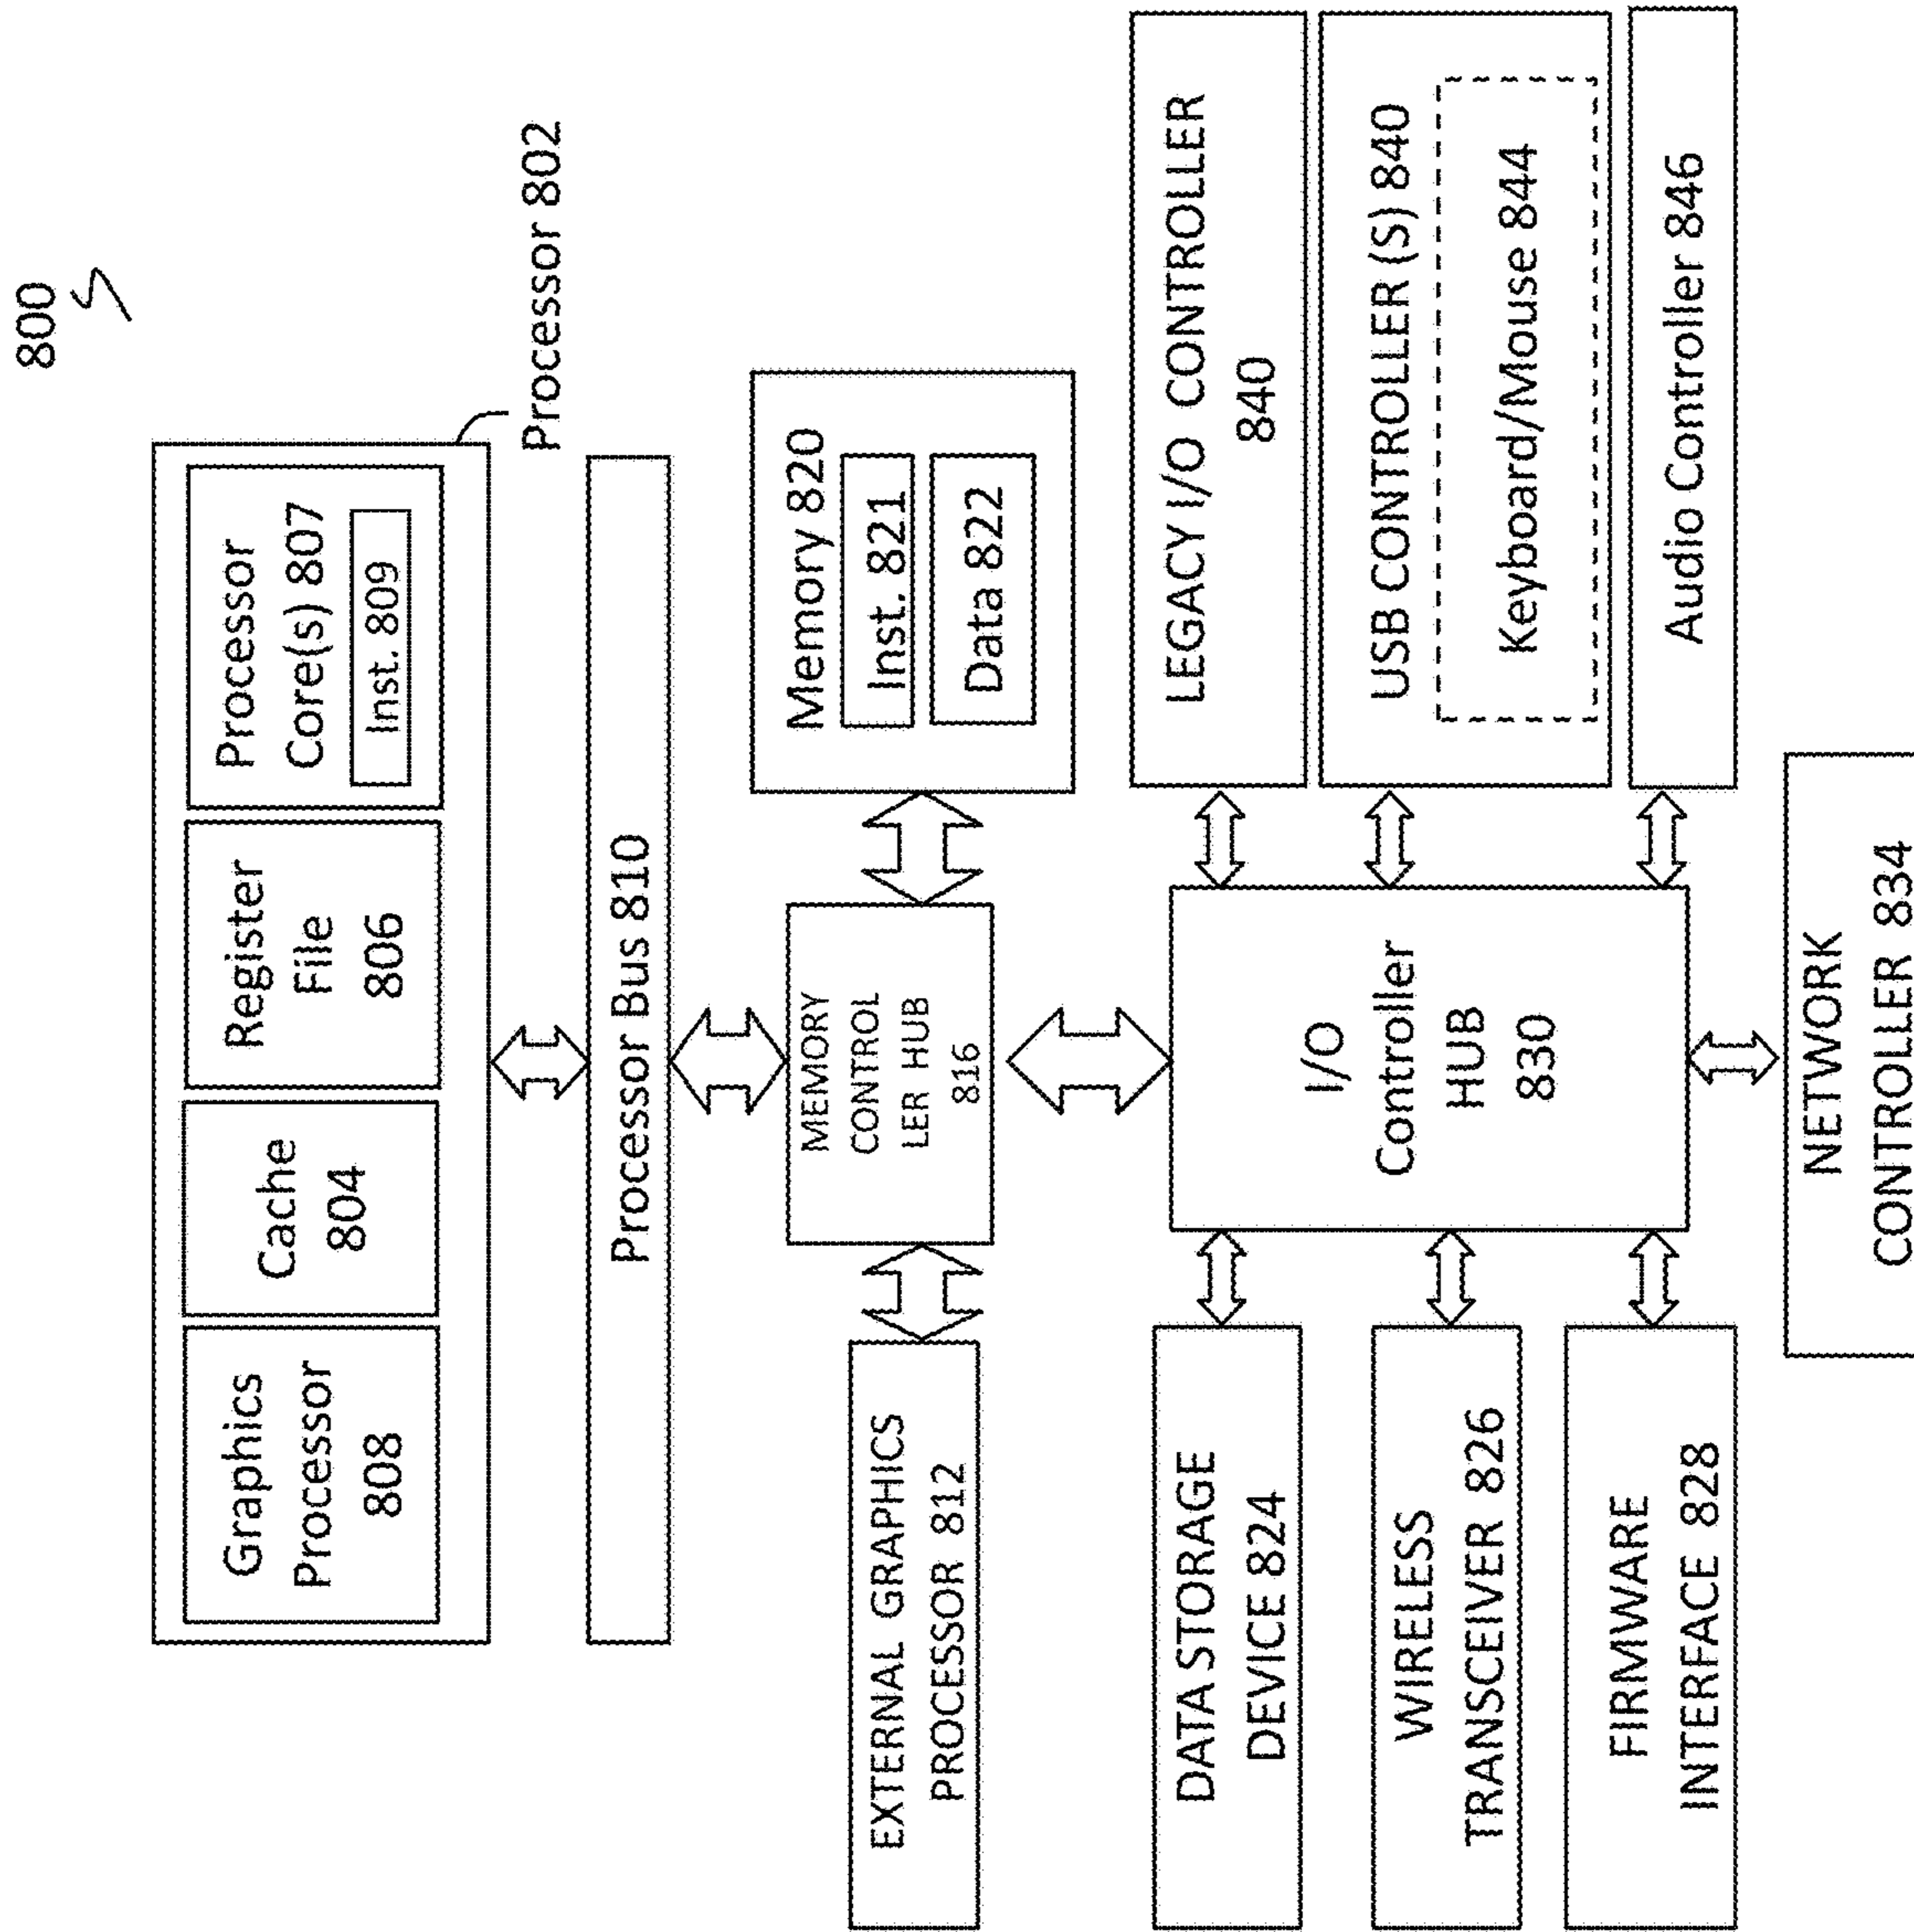 800
Processor 802
Graphics
Processor
808
Cache
804
Register
File
806
Processor
Core(s) 807
Inst. 809
Processor Bus 810
EXTERNAL GRAPHICS
PROCESSOR 812
MEMORY
CONTROL
LER HUB
816
Memory 820
Inst. 821
Data 822
DATA STORAGE
DEVICE 824
WIRELESS
TRANSCEIVER 826
FIRMWARE
INTERFACE 828
I/O
Controller
HUB
830
LEGACY I/O CONTROLLER
840
USB CONTROLLER (S) 840
Keyboard/Mouse 844
Audio Controller 846
NETWORK
CONTROLLER 834